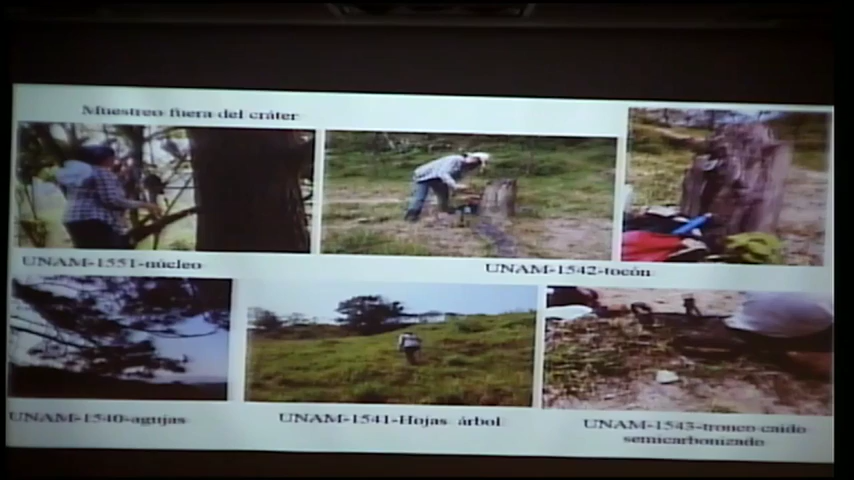 Muestreo fuera del cráter
UNAM-1551-núcleo
UNAM-1542-tocón
UNAM-1540-agujas
UNAM-1541-Hojas árbol
UNAM-1543-tronco caido
semicarbonizado